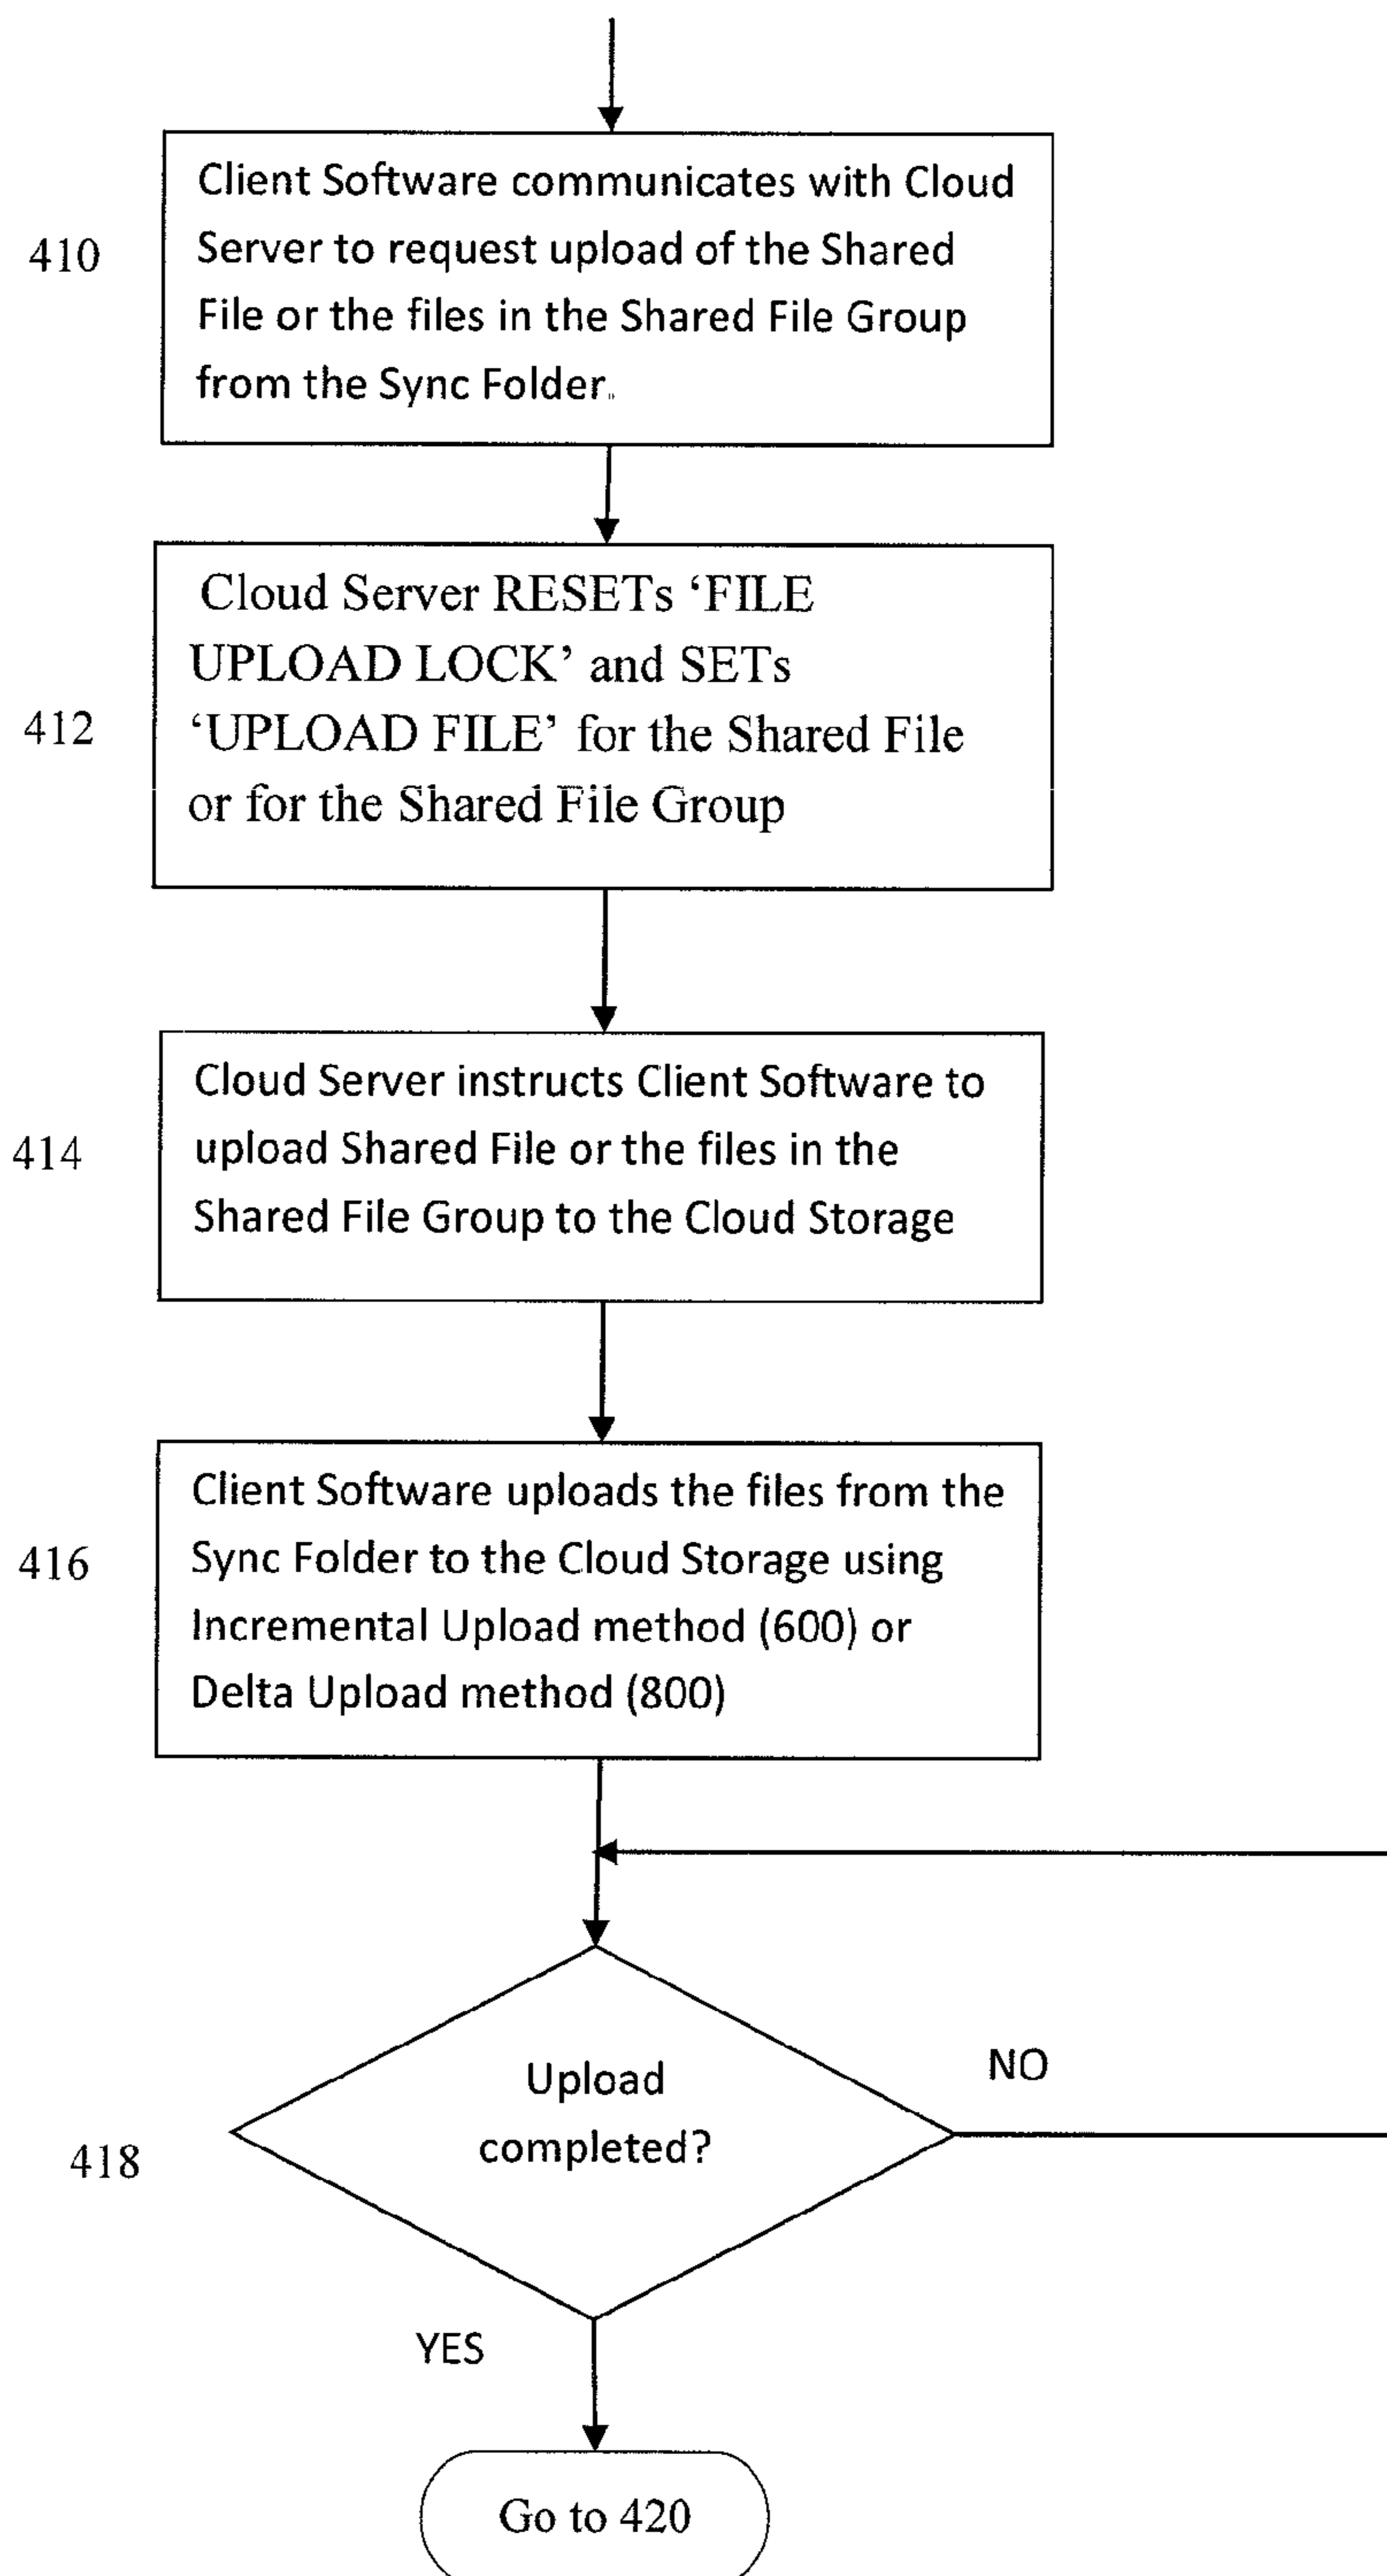 Client Software communicates with Cloud
410
Server to request upload of the Shared
File or the files in the Shared File Group
from the Sync Folder.
Cloud Server RESETs ‘FILE
UPLOAD LOCK’ and SETs
412
‘UPLOAD FILE’ for the Shared File
or for the Shared File Group
Cloud Server instructs Client Software to
414
upload Shared File or the files in the
Shared File Group to the Cloud Storage
Client Software uploads the files from the
416
Sync Folder to the Cloud Storage using
Incremental Upload method (600) or
Delta Upload method (800)
NO
Upload
completed?
418
YES
Go to 420